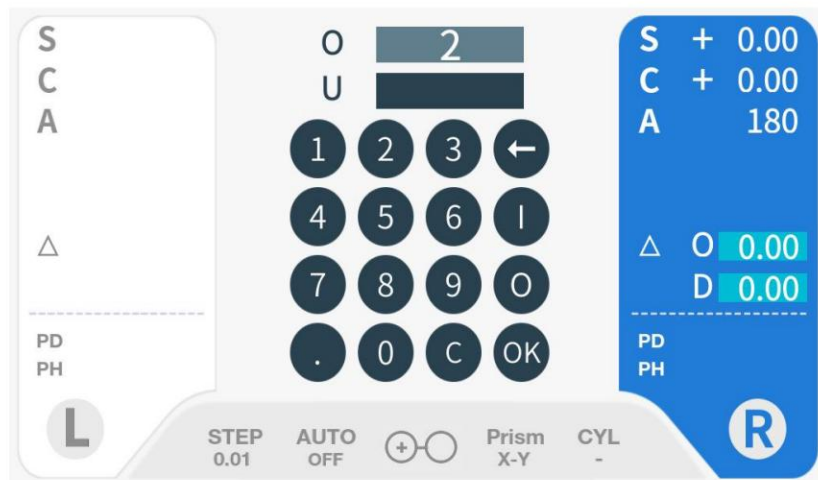 S
C
A
△
PD
PH
L
O 2
U
1 2 3 ←
4 5 6 I
7 8 9 O
. 0 C OK
S + 0.00
C + 0.00
A 180
△ O 0.00
D 0.00
PD
PH
R
STEP AUTO + Prism CYL
0.01 OFF X-Y -